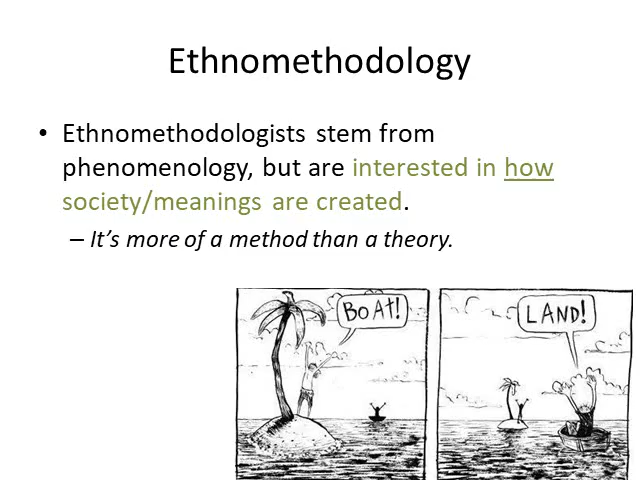 Ethnomethodology
• Ethnomethodologists stem from
phenomenology, but are interested in how
society/meanings are created.
– It’s more of a method than a theory.
BOAT!
LAND!